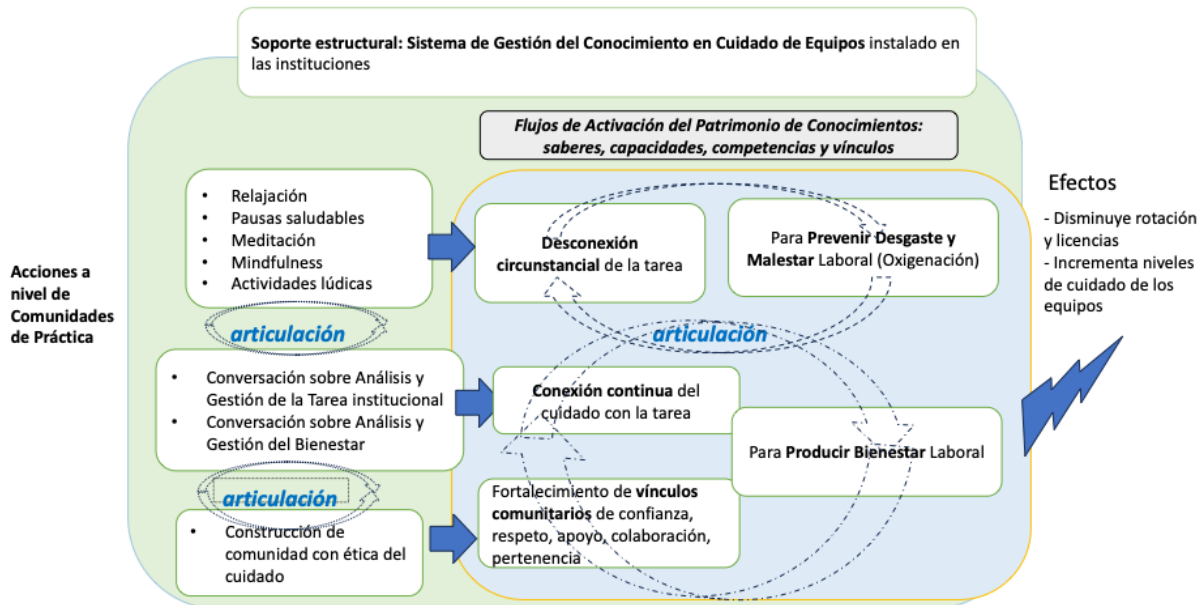 Soporte estructural: Sistema de Gestión del Conocimiento en Cuidado de Equipos instalado en
las instituciones
Flujos de Activación del Patrimonio de Conocimientos:
saberes, capacidades, competencias y vínculos
Acciones a
nivel de
Comunidades
de Práctica
• Relajación
• Pausas saludables
• Meditación
• Mindfulness
• Actividades lúdicas
articulación
• Conversación sobre Análisis y
Gestión de la Tarea institucional
• Conversación sobre Análisis y
Gestión del Bienestar
articulación
• Construcción de
comunidad con ética del
cuidado
Desconexión
circunstancial de la tarea
Para Prevenir Desgaste y
Malestar Laboral (Oxigenación)
articulación
Conexión continua del
cuidado con la tarea
Para Producir Bienestar Laboral
Fortalecimiento de vínculos
comunitarios de confianza,
respeto, apoyo, colaboración,
pertenencia
Efectos
- Disminuye rotación
y licencias
- Incrementa niveles
de cuidado de los
equipos